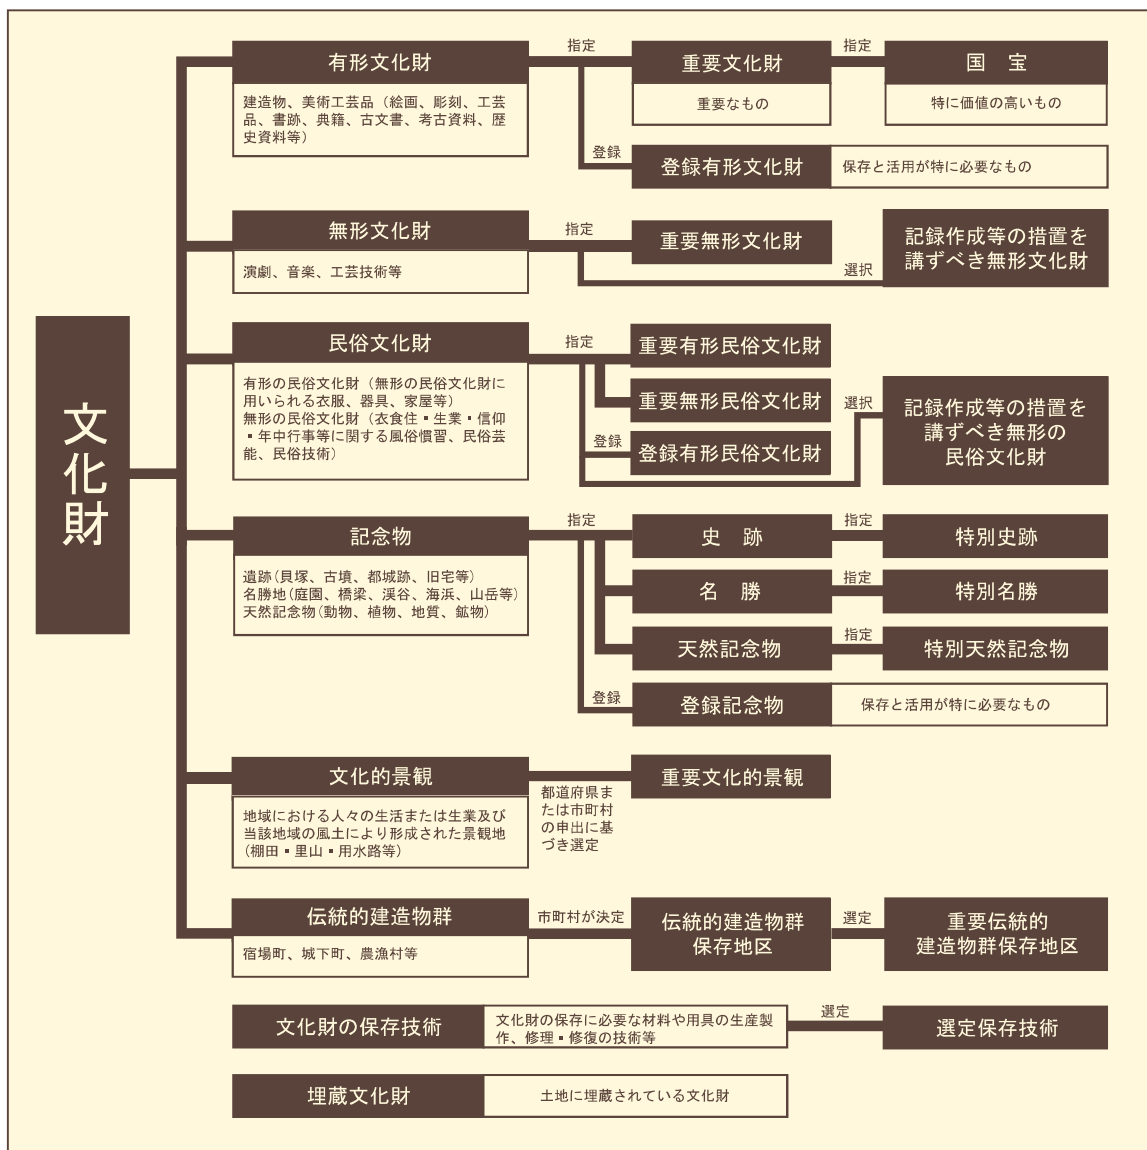 文化財
有形文化財
建造物、美術工芸品（絵画、彫刻、工芸
品、書跡、典籍、古文書、考古資料、歴
史資料等）
指定
重要文化財
重要なもの
指定
国　宝
特に価値の高いもの
登録
登録有形文化財
保存と活用が特に必要なもの
無形文化財
演劇、音楽、工芸技術等
指定
重要無形文化財
選択
記録作成等の措置を
講ずべき無形文化財
民俗文化財
有形の民俗文化財（無形の民俗文化財に
用いられる衣服、器具、家屋等）
無形の民俗文化財（衣食住・生業・信仰
・年中行事等に関する風俗慣習、民俗芸
能、民俗技術）
指定
重要有形民俗文化財
重要無形民俗文化財
登録
登録有形民俗文化財
選択
記録作成等の措置を
講ずべき無形の
民俗文化財
記念物
遺跡(貝塚、古墳、都城跡、旧宅等）
名勝地(庭園、橋梁、渓谷、海浜、山岳等）
天然記念物(動物、植物、地質、鉱物）
指定
史　跡
指定
特別史跡
名　勝
指定
特別名勝
天然記念物
指定
特別天然記念物
登録
登録記念物
保存と活用が特に必要なもの
文化的景観
地域における人々の生活または生業及び
当該地域の風土により形成された景観地
(棚田・里山・用水路等）
都道府県ま
たは市町村
の申出に基
づき選定
重要文化的景観
伝統的建造物群
宿場町、城下町、農漁村等
市町村が決定
伝統的建造物群
保存地区
選定
重要伝統的
建造物群保存地区
文化財の保存技術
文化財の保存に必要な材料や用具の生産製
作、修理・修復の技術等
選定
選定保存技術
埋蔵文化財
土地に埋蔵されている文化財